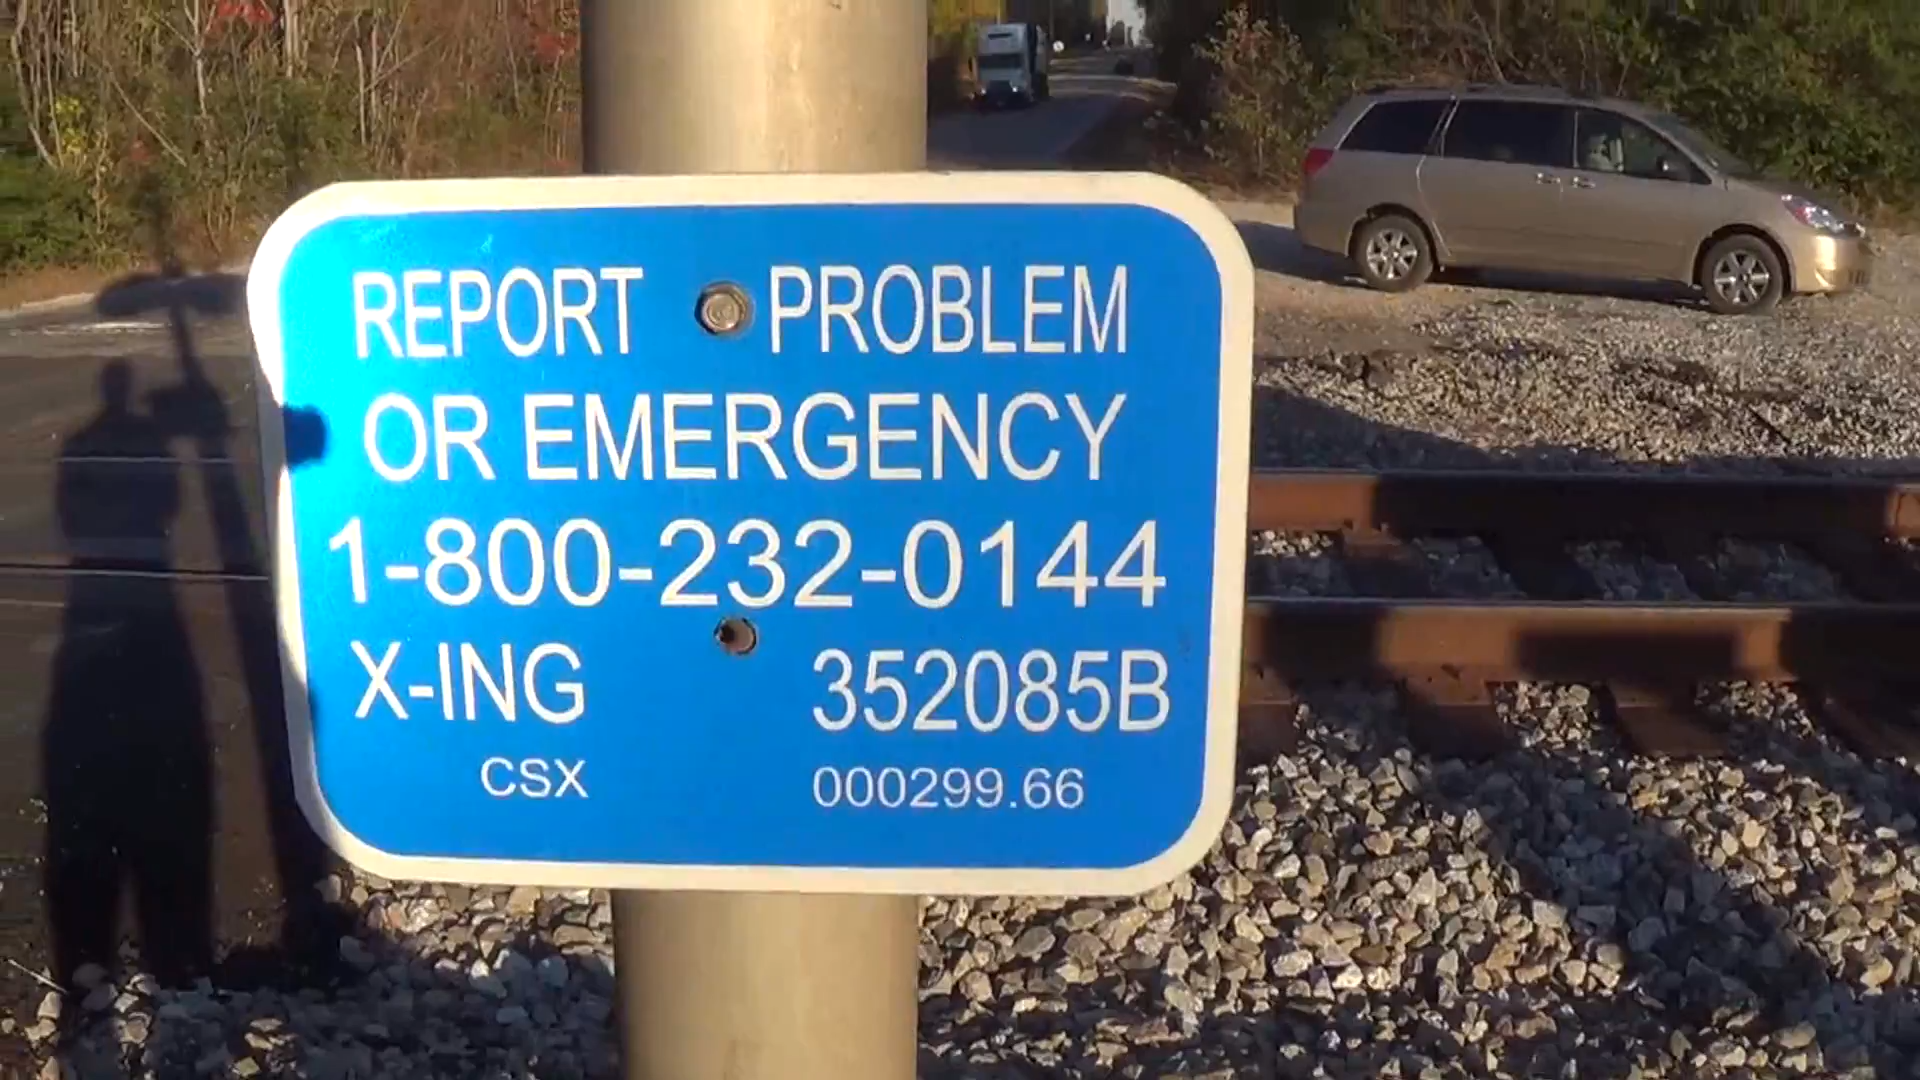 REPORT PROBLEM
OR EMERGENCY
1-800-232-0144
X-ING 352085B
CSX 000299.66